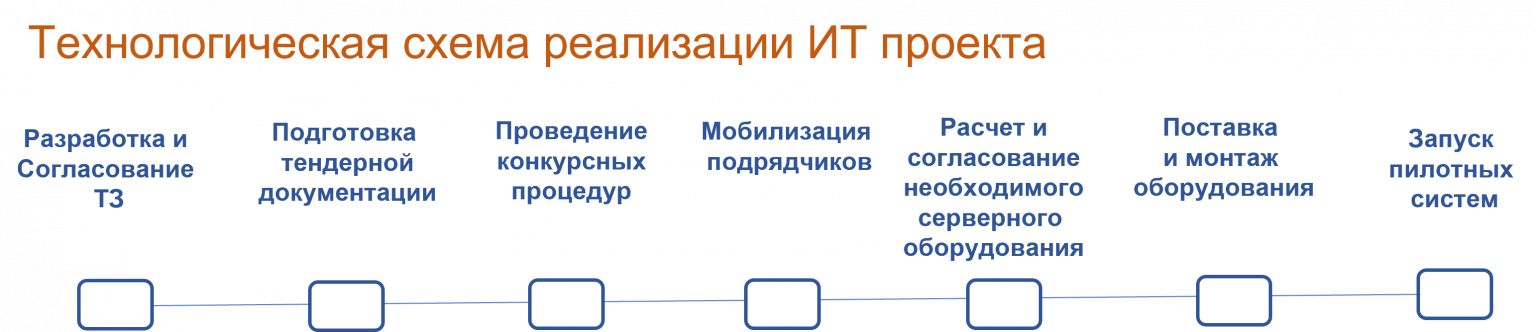 Технологическая схема реализации ИТ проекта
Разработка и
Согласование
ТЗ
Подготовка
тендерной
документации
Проведение
конкурсных
процедур
Мобилизация
подрядчиков
Расчет и
согласование
необходимого
серверного
оборудования
Поставка
и монтаж
оборудования
Запуск
пилотных
систем